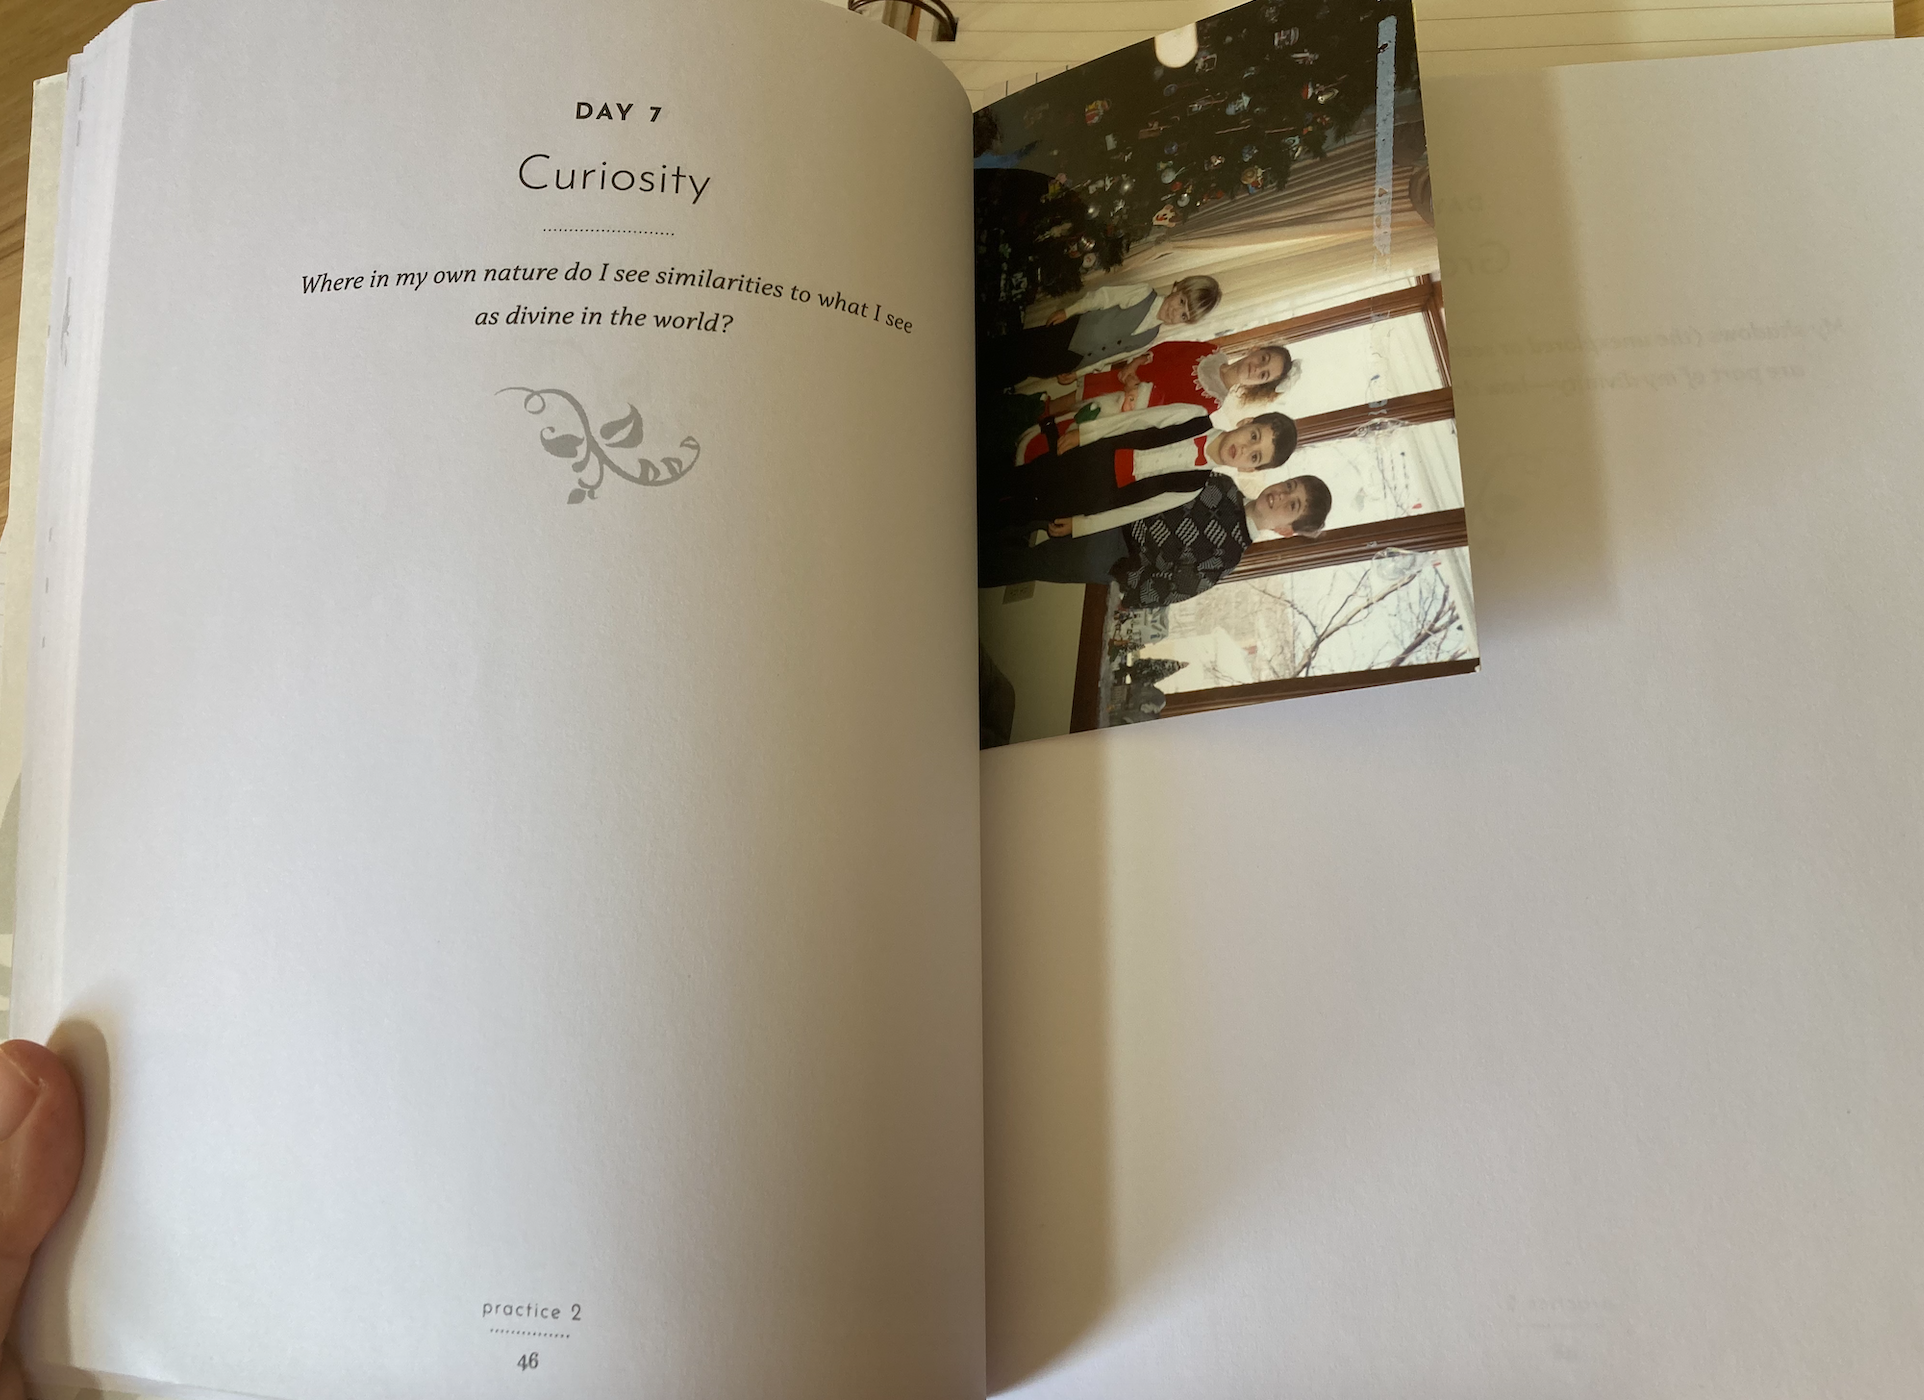 DAY 7
Curiosity
Where in my own nature do I see similarities to what I see
as divine in the world?
practice 2
46